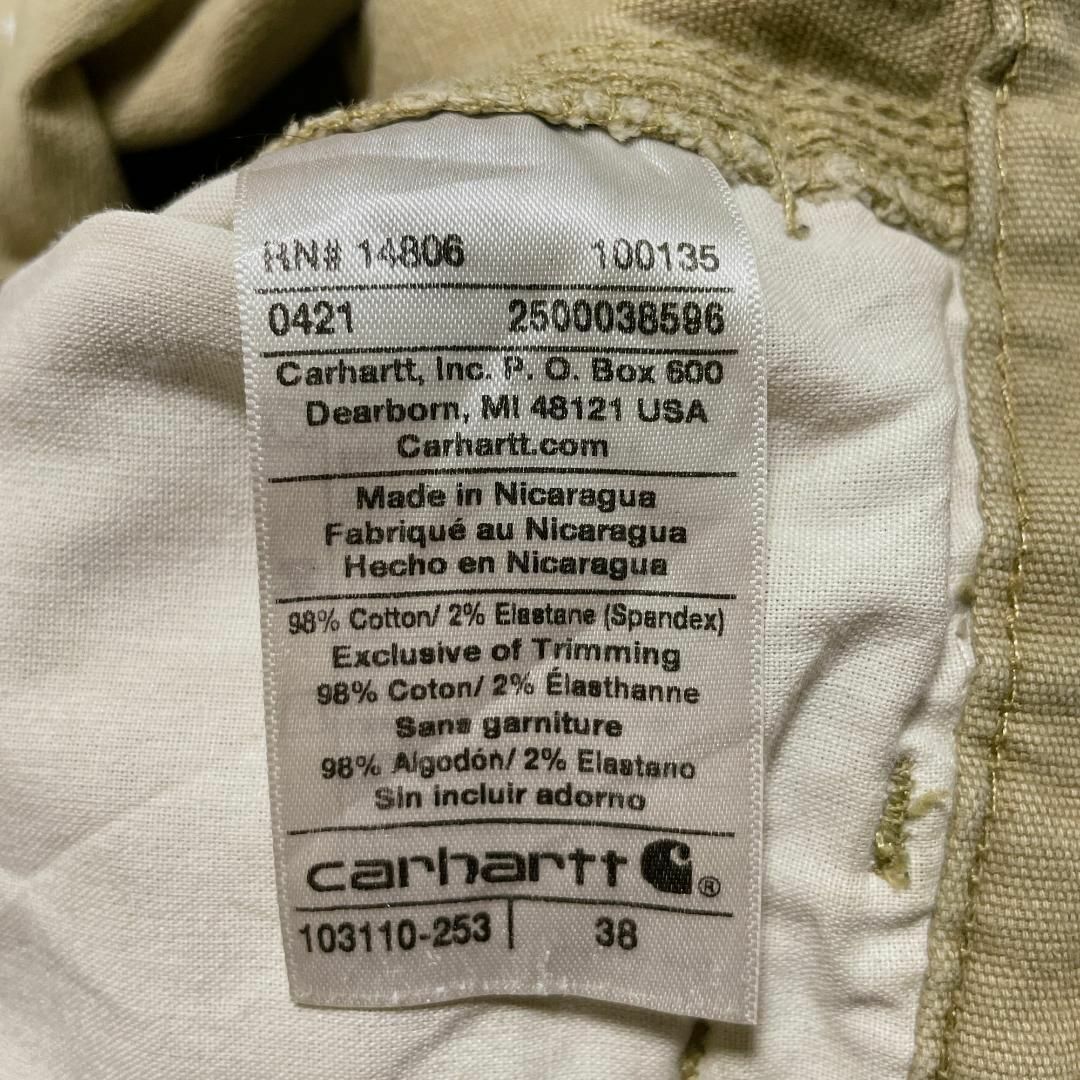 RN# 14806 100135
0421 2500038596
Carhartt, Inc. P. O. Box 600
Dearborn, MI 48121 USA
Carhartt.com
Made in Nicaragua
Fabriqué au Nicaragua
Hecho en Nicaragua
98% Cotton/ 2% Elastane (Spandex)
Exclusive of Trimming
98% Coton/ 2% Élasthanne
Sans garniture
98% Algodón/ 2% Elastano
Sin incluir adorno
carhartt ®
103110-253 | 38